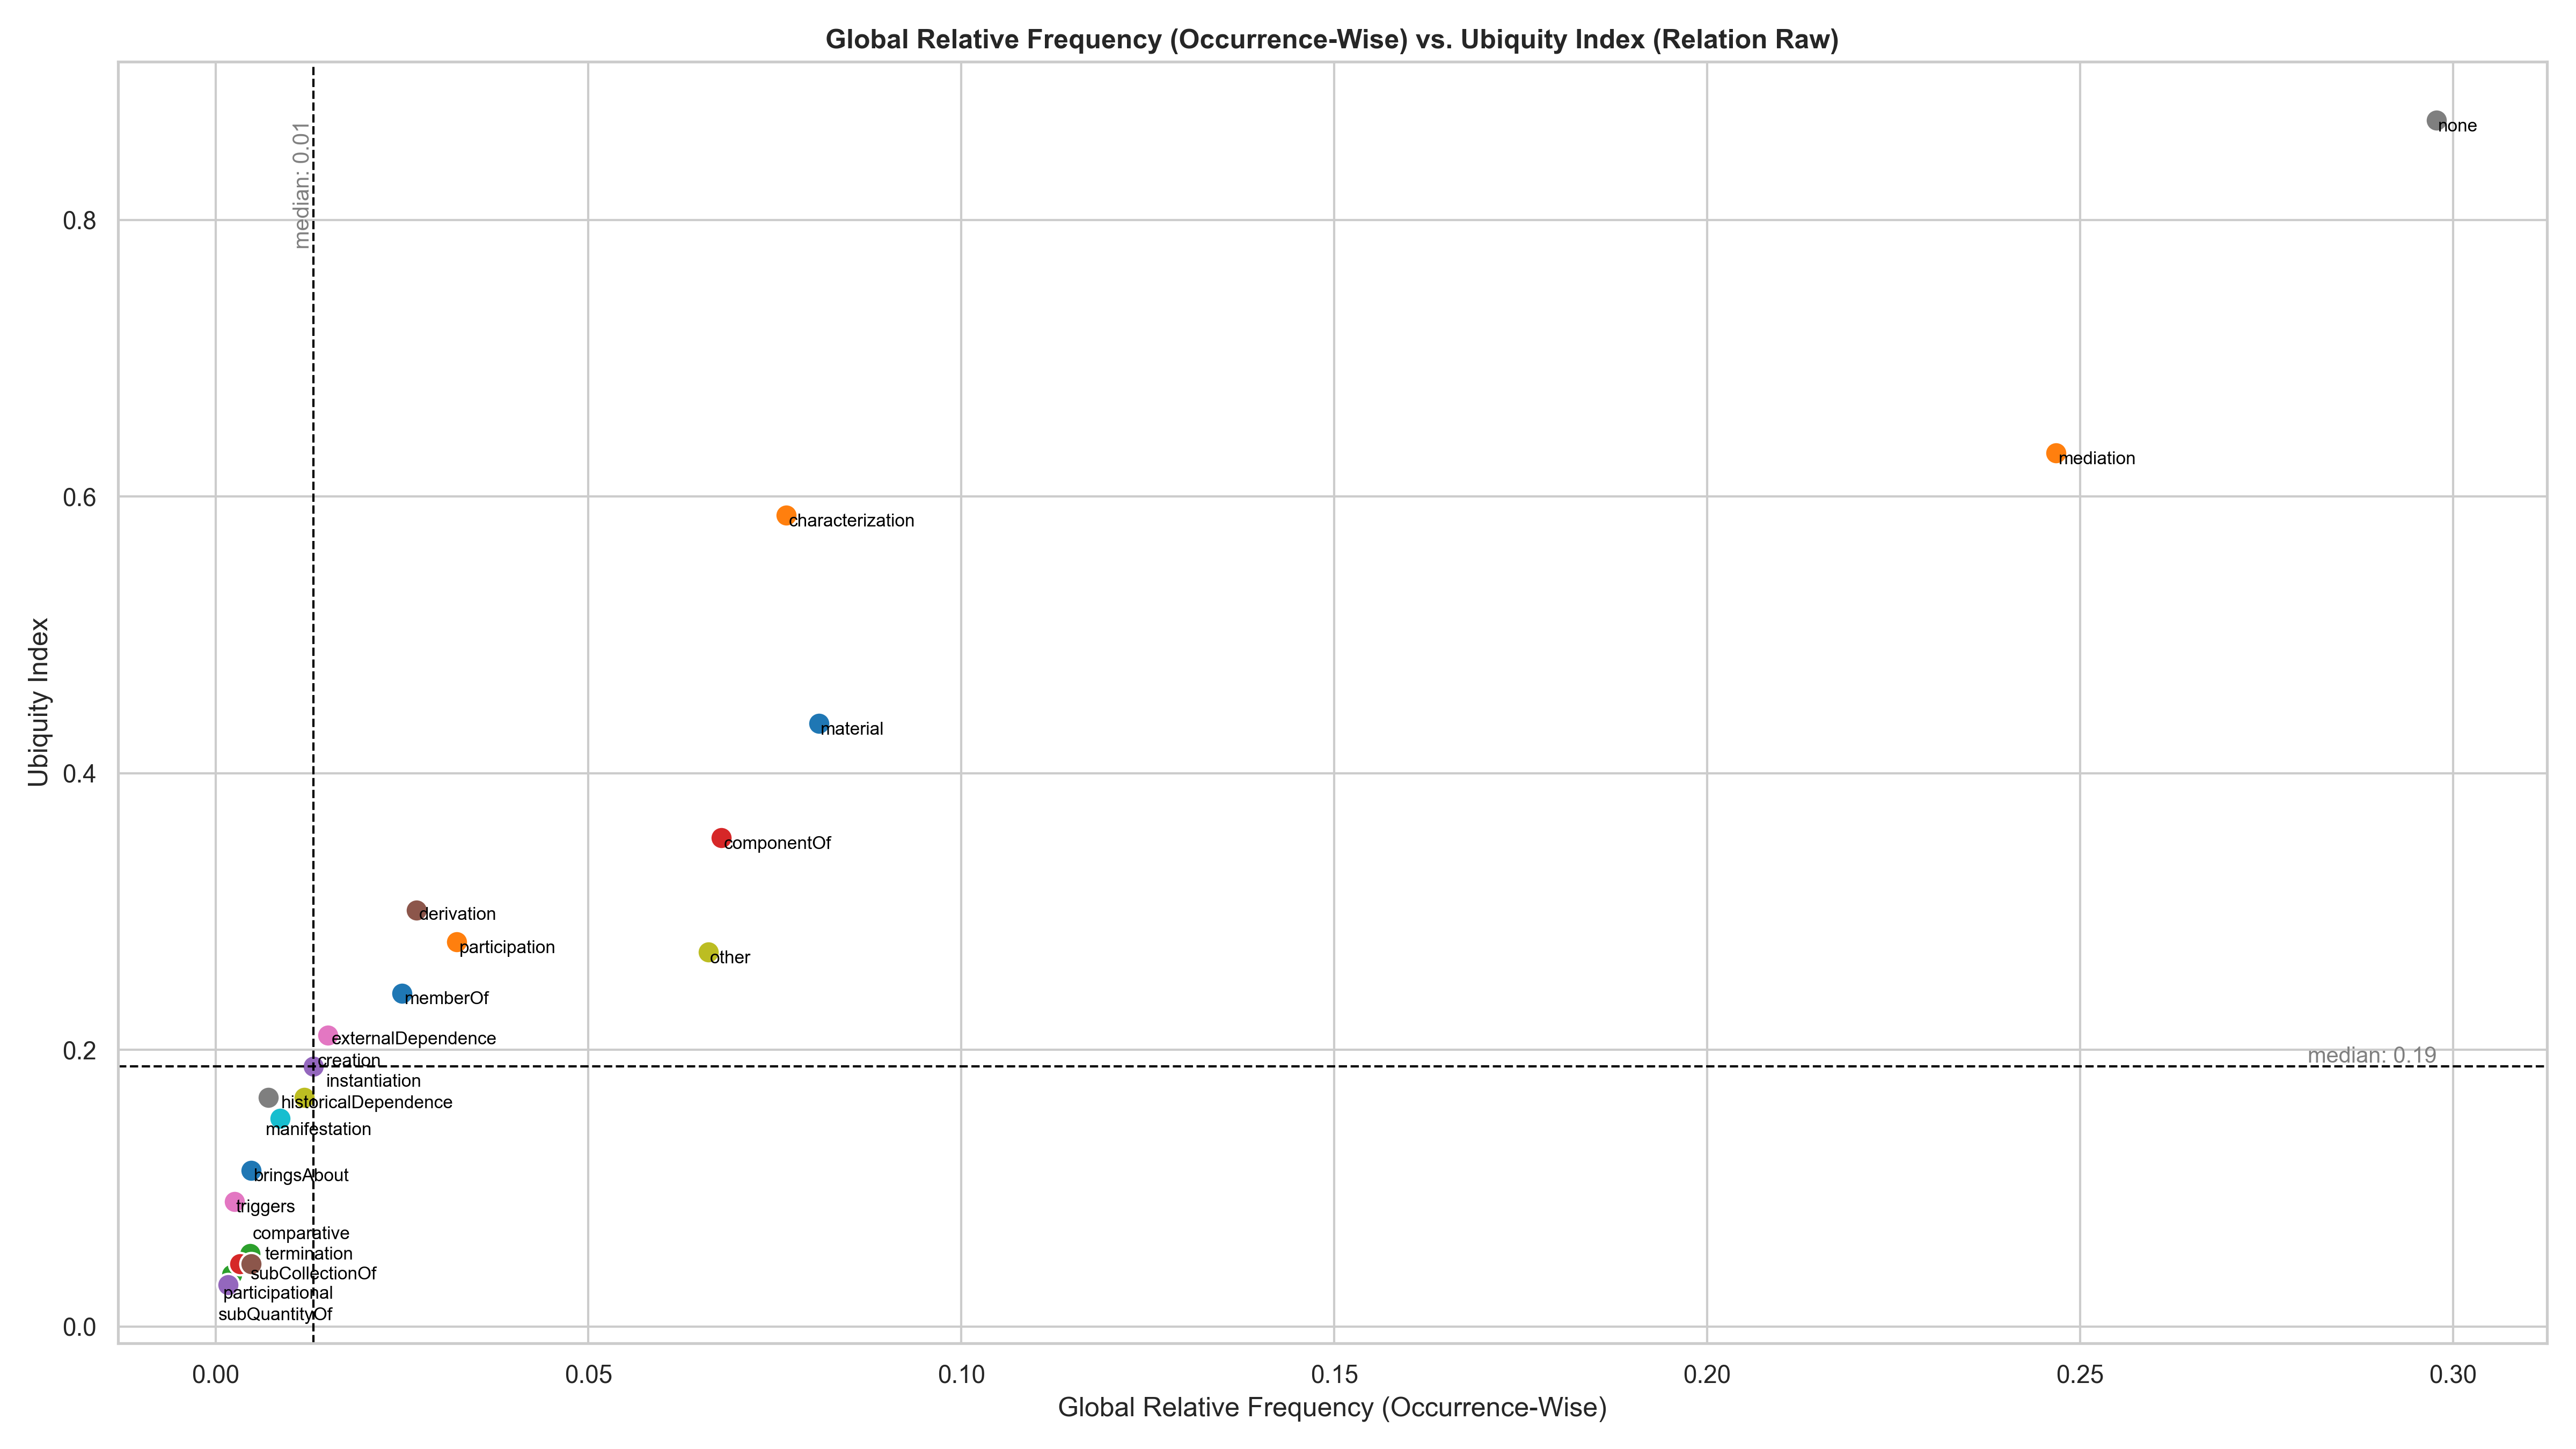 Global Relative Frequency (Occurrence-Wise) vs. Ubiquity Index (Relation Raw)
median: 0.01
none
0.8
mediation
0.6
characterization
material
Ubiquity Index
0.4
componentOf
derivation
participation
other
memberOf
externalDependence
0.2
creation
median: 0.19
instantiation
historicalDependence
manifestation
bringsAbout
triggers
comparative
termination
subCollectionOf
participational
subQuantityOf
0.0
0.00 0.05 0.10 0.15 0.20 0.25 0.30
Global Relative Frequency (Occurrence-Wise)